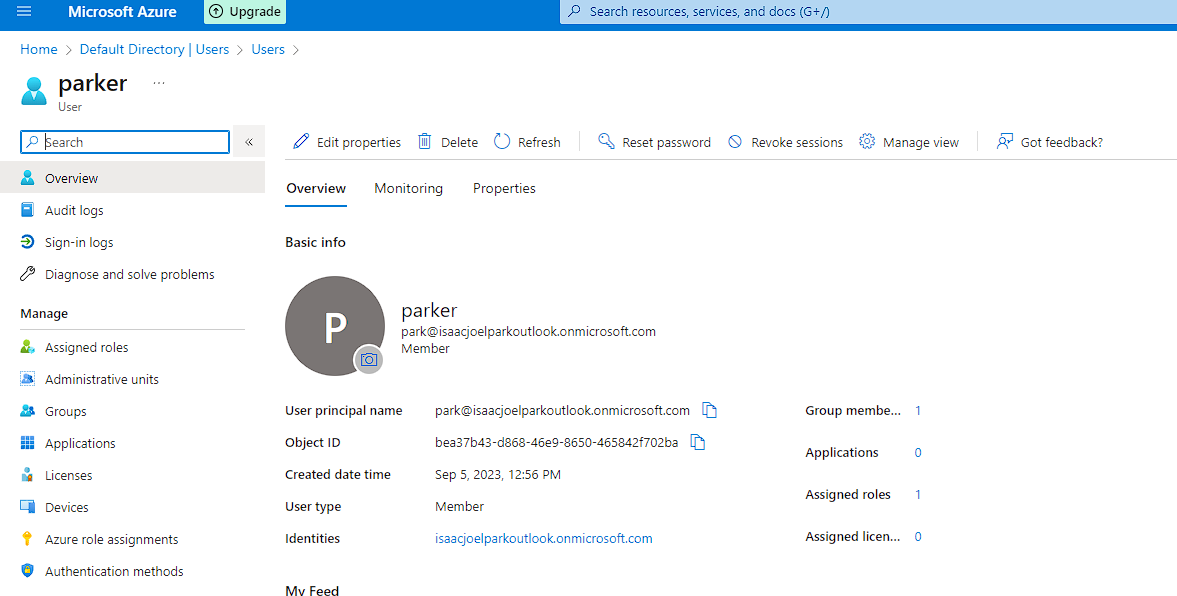 Microsoft Azure
Upgrade
Search resources, services, and docs (G+/)
Home > Default Directory | Users > Users >
parker ...
User
Search «
Edit properties Delete Refresh Reset password Revoke sessions Manage view Got feedback?
Overview
Audit logs
Sign-in logs
Diagnose and solve problems
Manage
Assigned roles
Administrative units
Groups
Applications
Licenses
Devices
Azure role assignments
Authentication methods
Overview Monitoring Properties
Basic info
P
parker
park@isaacjoelparkoutlook.onmicrosoft.com
Member
User principal name park@isaacjoelparkoutlook.onmicrosoft.com
Object ID bea37b43-d868-46e9-8650-465842f702ba
Created date time Sep 5, 2023, 12:56 PM
User type Member
Identities isaacjoelparkoutlook.onmicrosoft.com
Group membe... 1
Applications 0
Assigned roles 1
Assigned licen... 0
My Feed